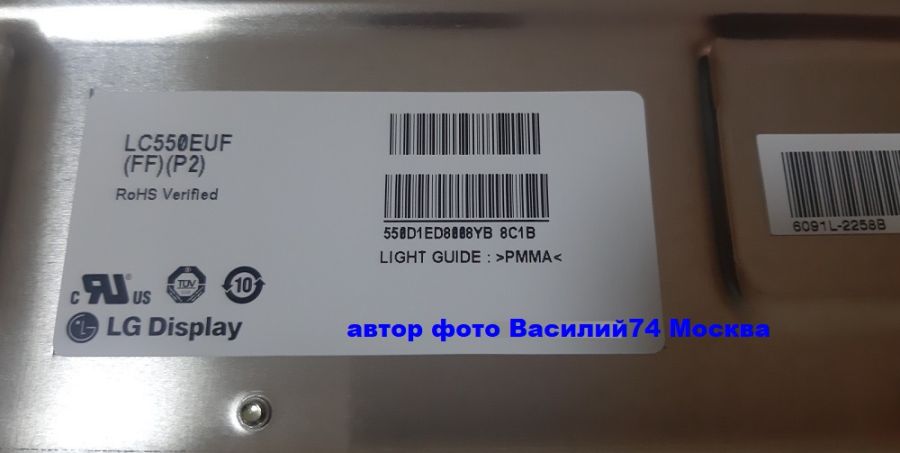 LC550EUF
(FF)(P2)
RoHS Verified
550D1ED8008YB 8C1B
LIGHT GUIDE : >PMMA<
6091L-2258B
c RU US
TÜV
10
LG Display
автор фото Василий74 Москва